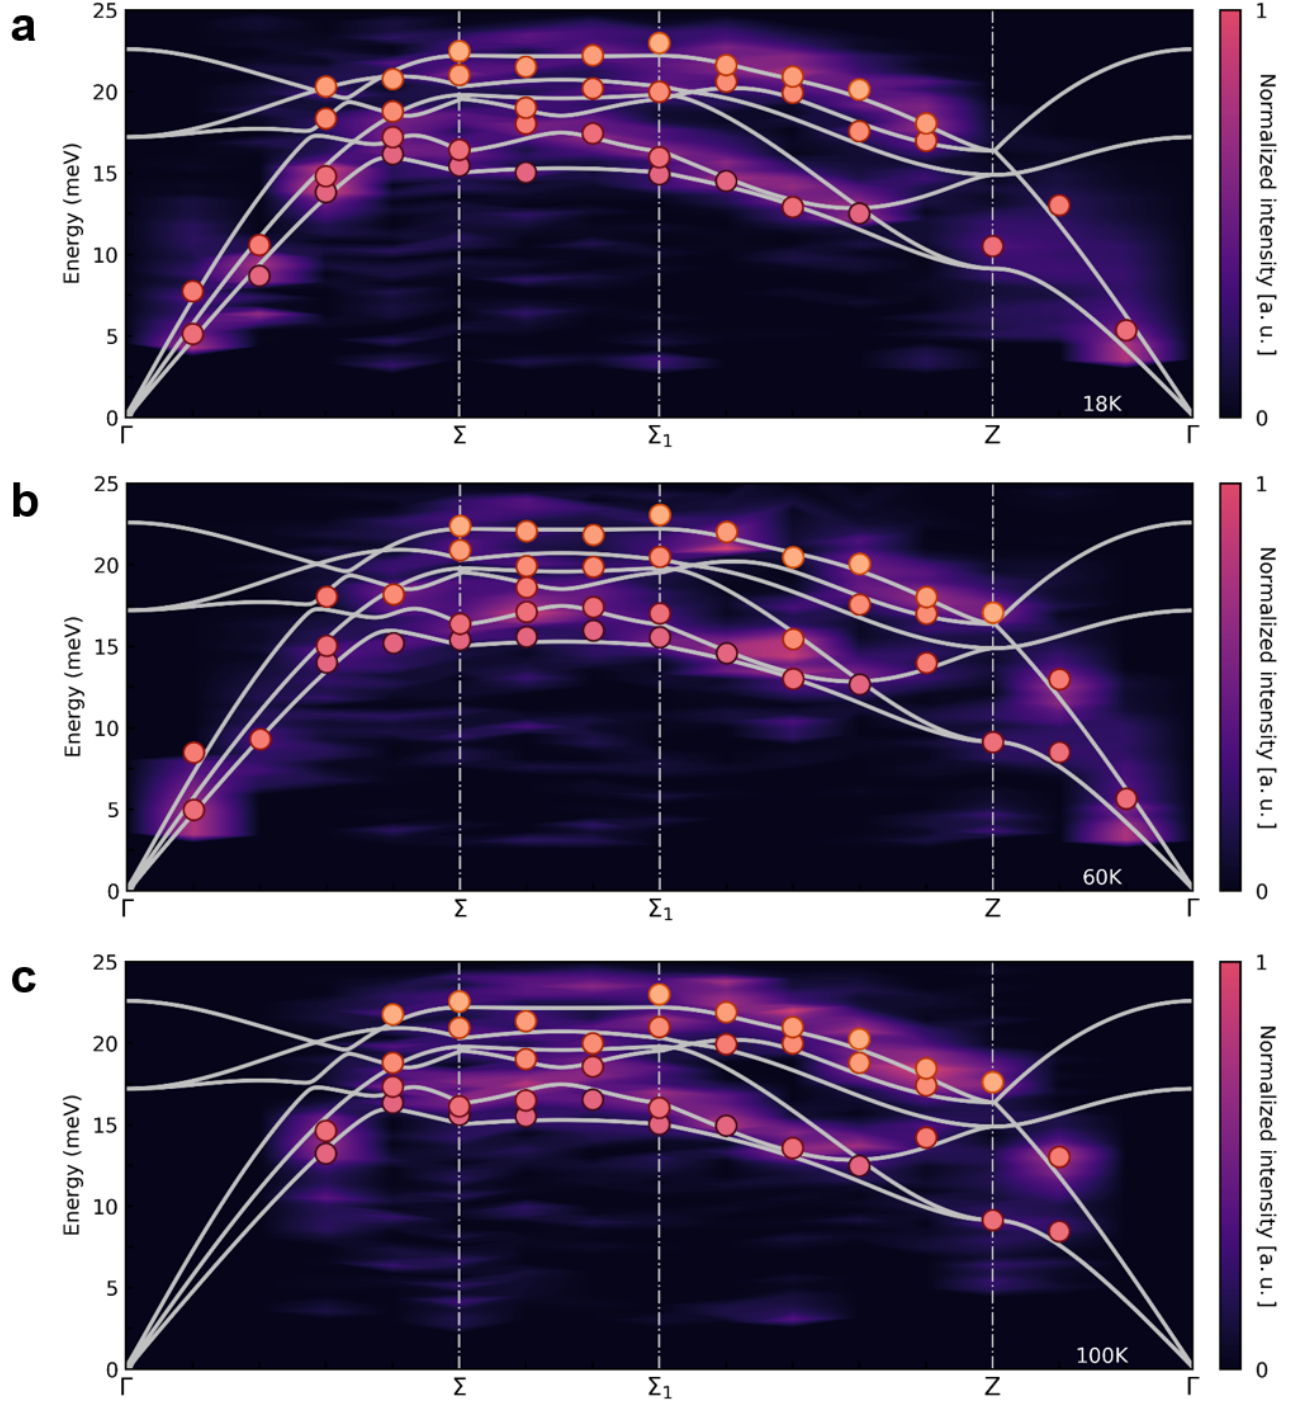 a
25
20
15
10
5
0
Energy (meV)
Γ Σ Σ₁ Z Γ
18K
1
0
Normalized intensity [a. u. ]
b
25
20
15
10
5
0
Energy (meV)
Γ Σ Σ₁ Z Γ
60K
1
0
Normalized intensity [a. u. ]
c
25
20
15
10
5
0
Energy (meV)
Γ Σ Σ₁ Z Γ
100K
1
0
Normalized intensity [a. u. ]